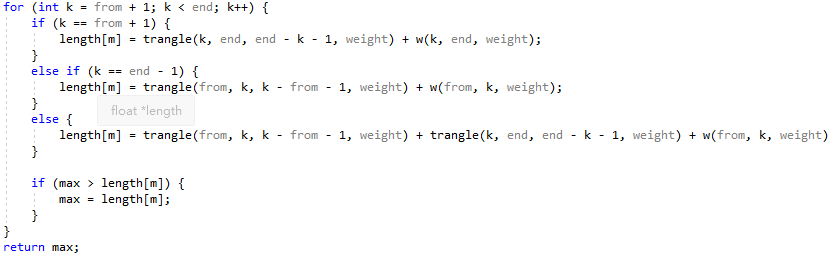 for (int k = from + 1; k < end; k++) {
if (k == from + 1) {
length[m] = trangle(k, end, end - k - 1, weight) + w(k, end, weight);
}
else if (k == end - 1) {
length[m] = trangle(from, k, k - from - 1, weight) + w(from, k, weight);
}
float *length
else {
length[m] = trangle(from, k, k - from - 1, weight) + trangle(k, end, end - k - 1, weight) + w(from, k, weight)
}
if (max > length[m]) {
max = length[m];
}
}
return max;